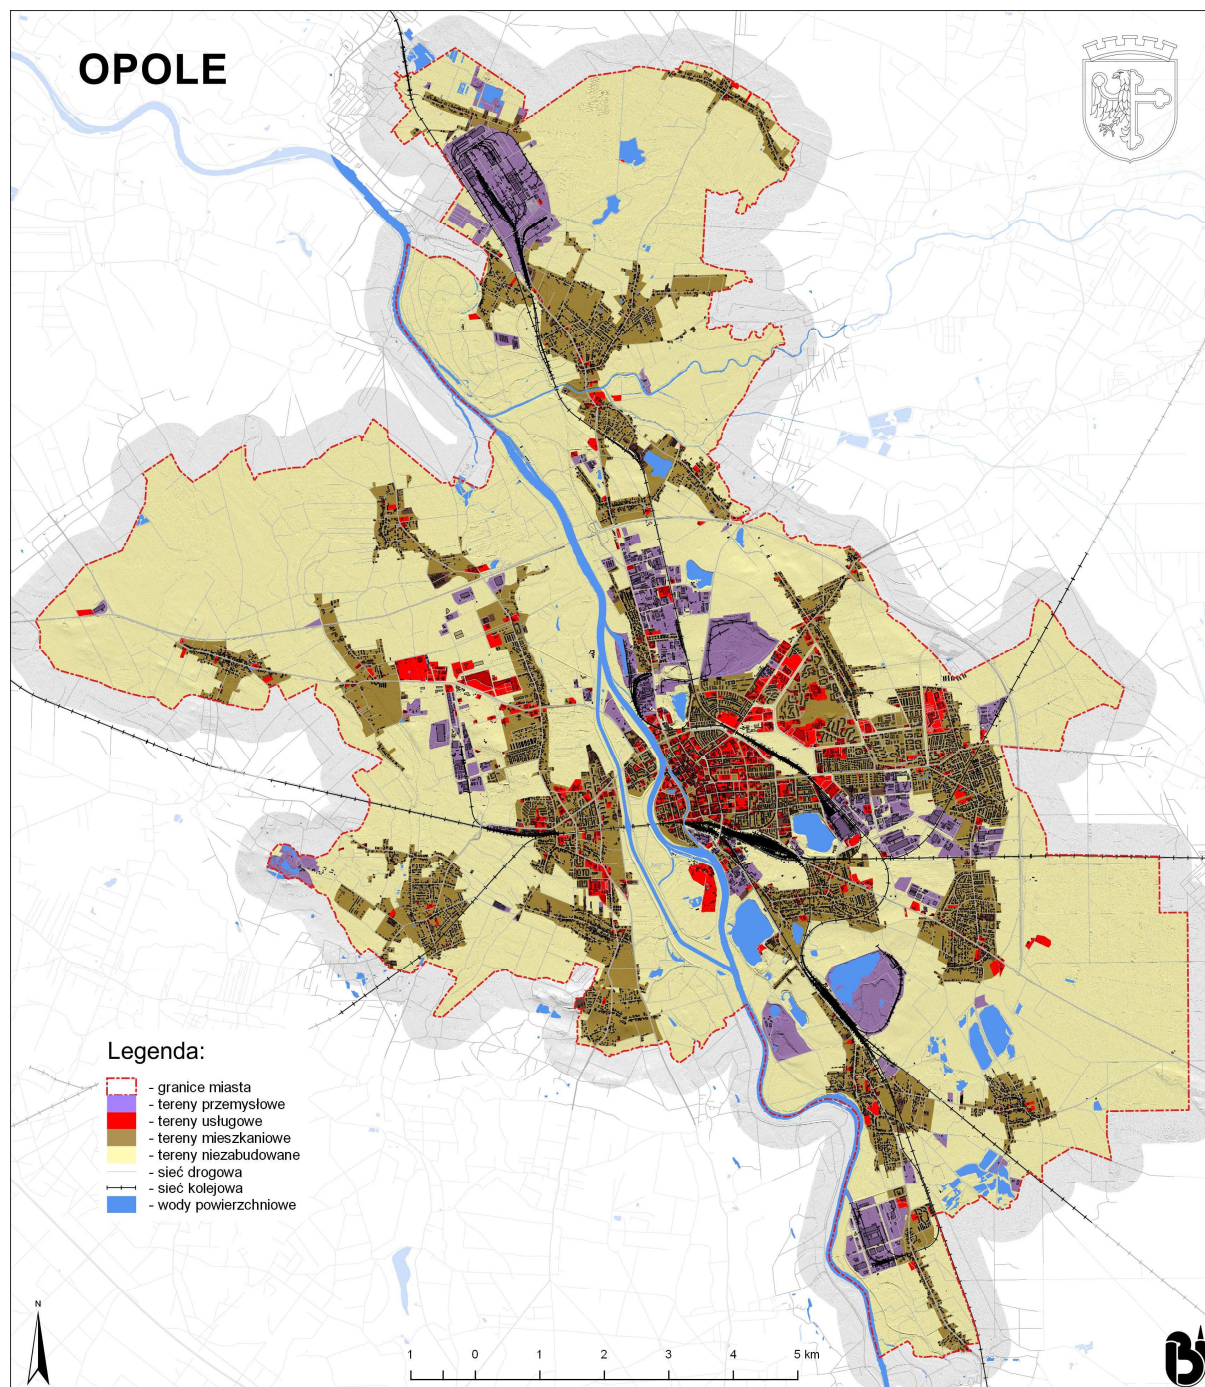 OPOLE
Legenda:
- granice miasta
- tereny przemysłowe
- tereny usługowe
- tereny mieszkaniowe
- tereny niezabudowane
- sieć drogowa
- sieć kolejowa
- wody powierzchniowe
N
1 0 1 2 3 4 5 km